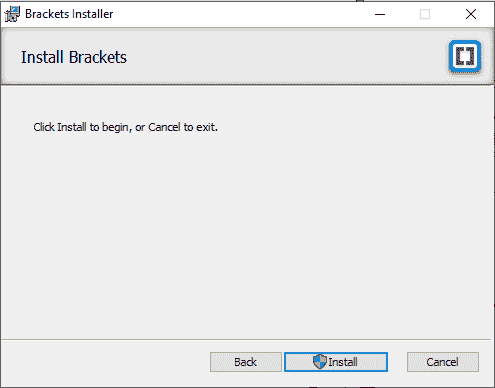 Brackets Installer
Install Brackets
Click Install to begin, or Cancel to exit.
Back
Install
Cancel